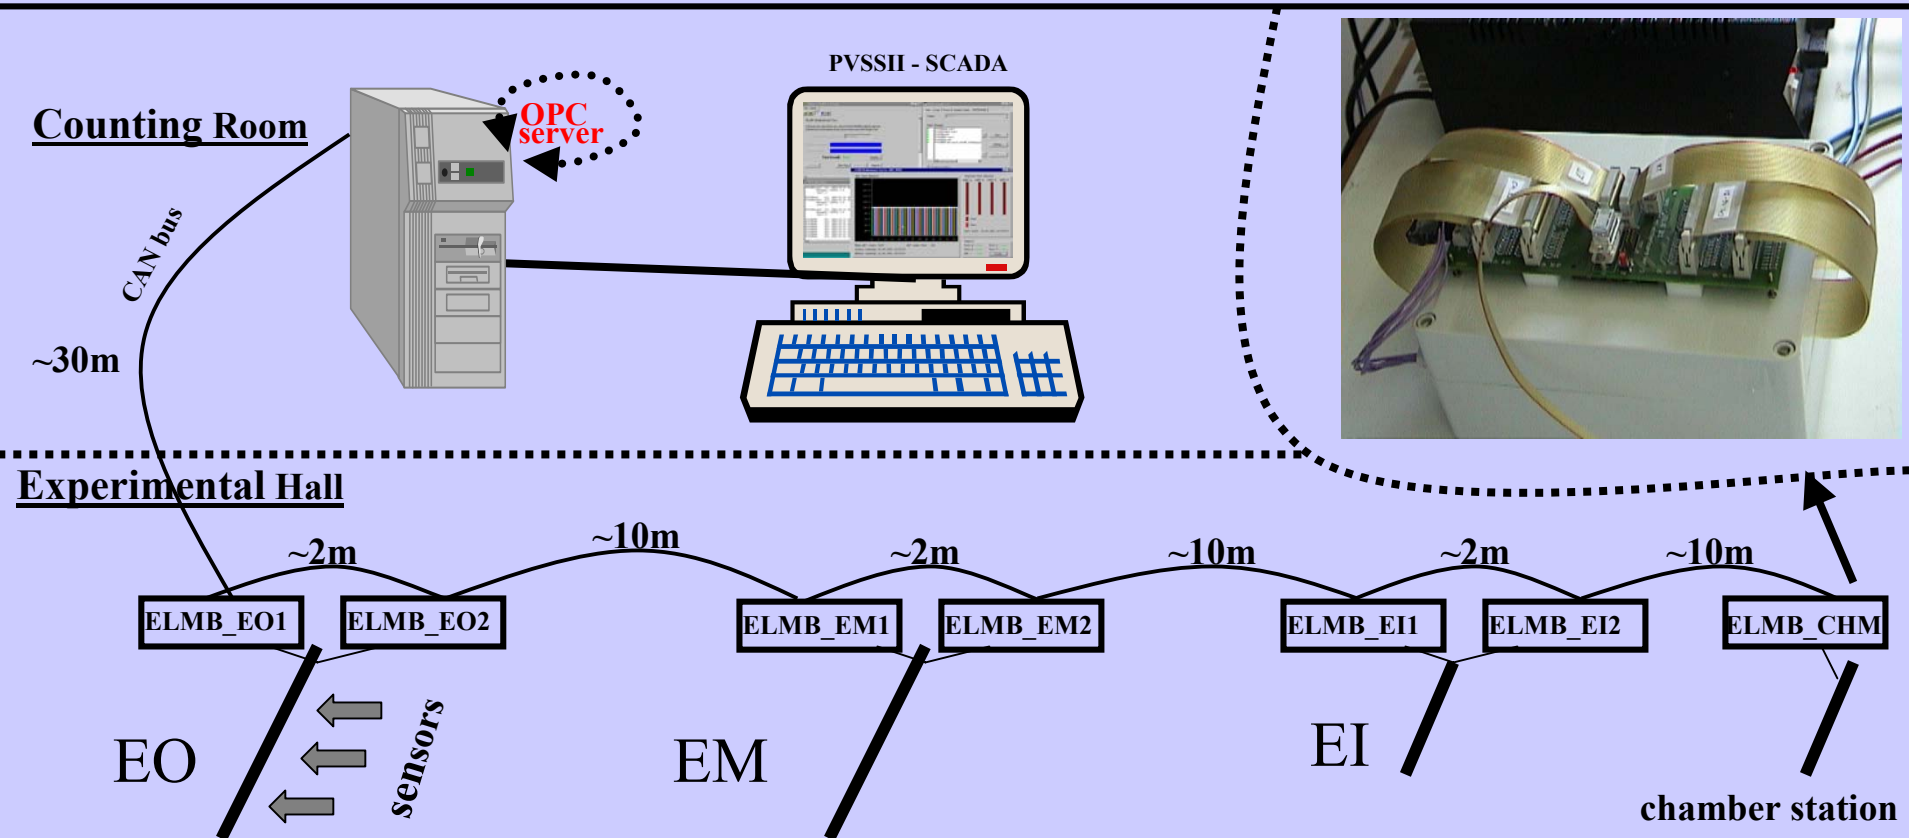 PVSSII - SCADA
Counting Room
OPC
server
CAN bus
~30m
Experimental Hall
~2m
~10m
~2m
~10m
~2m
~10m
ELMB_EO1
ELMB_EO2
ELMB_EM1
ELMB_EM2
ELMB_EI1
ELMB_EI2
ELMB_CHM
EO
sensors
EM
EI
chamber station